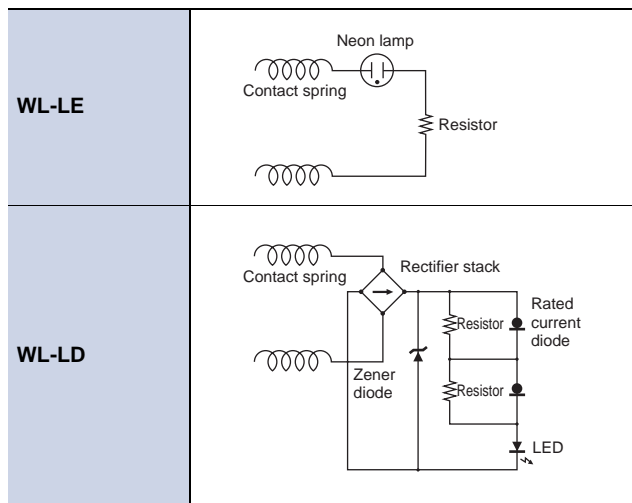 WL-LE
Neon lamp
Contact spring
Resistor
WL-LD
Contact spring
Rectifier stack
Zener
diode
Resistor
Resistor
Rated
current
diode
LED